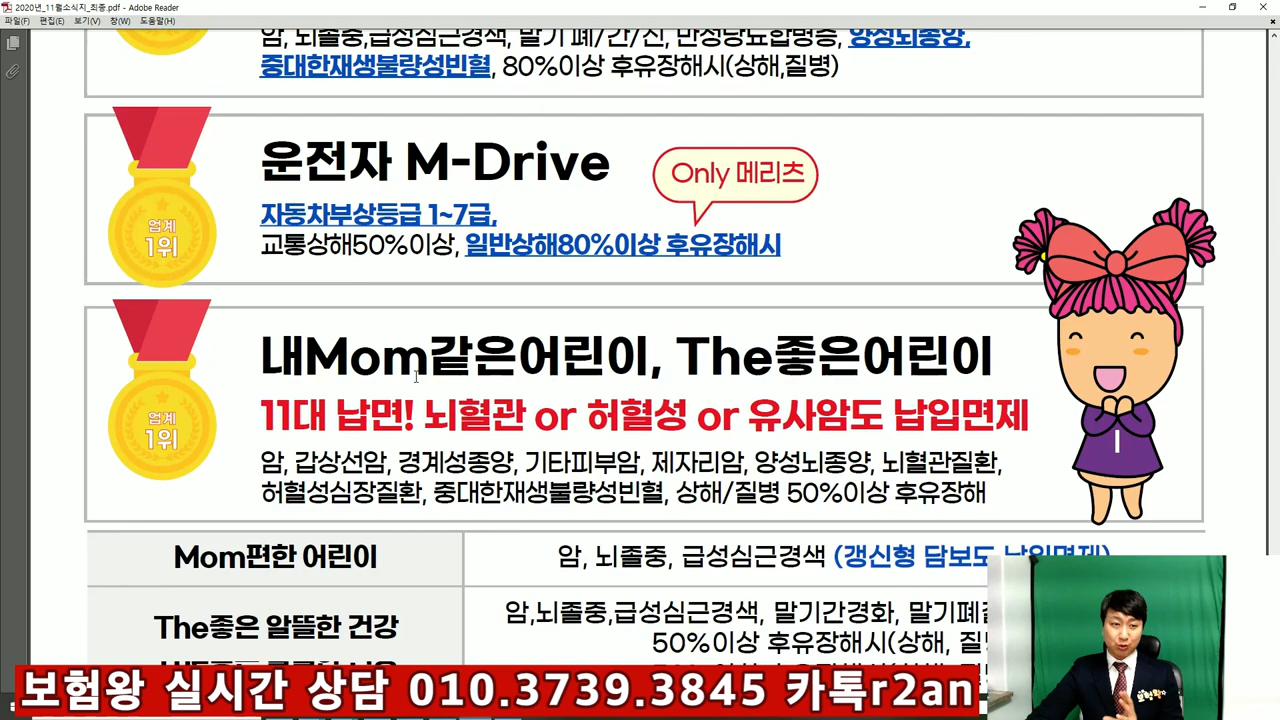 2020년_11월소식지_최종.pdf - Adobe Reader
파일(F) 편집(E) 보기(V) 창(W) 도움말(H)
암, 뇌졸중,급성심근경색, 말기 폐/간/신, 만성당뇨합병증, 양성뇌종양,
중대한재생불량성빈혈, 80%이상 후유장해시(상해,질병)
업계
1위
운전자 M-Drive
Only 메리츠
자동차부상등급 1~7급,
교통상해50%이상, 일반상해80%이상 후유장해시
업계
1위
내Mom같은어린이, The좋은어린이
11대 납면! 뇌혈관 or 허혈성 or 유사암도 납입면제
암, 갑상선암, 경계성종양, 기타피부암, 제자리암, 양성뇌종양, 뇌혈관질환,
허혈성심장질환, 중대한재생불량성빈혈, 상해/질병 50%이상 후유장해
Mom편한 어린이
암, 뇌졸중, 급성심근경색 (갱신형 담보도 납입면제)
The좋은 알뜰한 건강
암,뇌졸중,급성심근경색, 말기간경화,
50%이상 후유장해시(상해,
보험왕 실시간 상담 010.3739.3845 카톡r2an